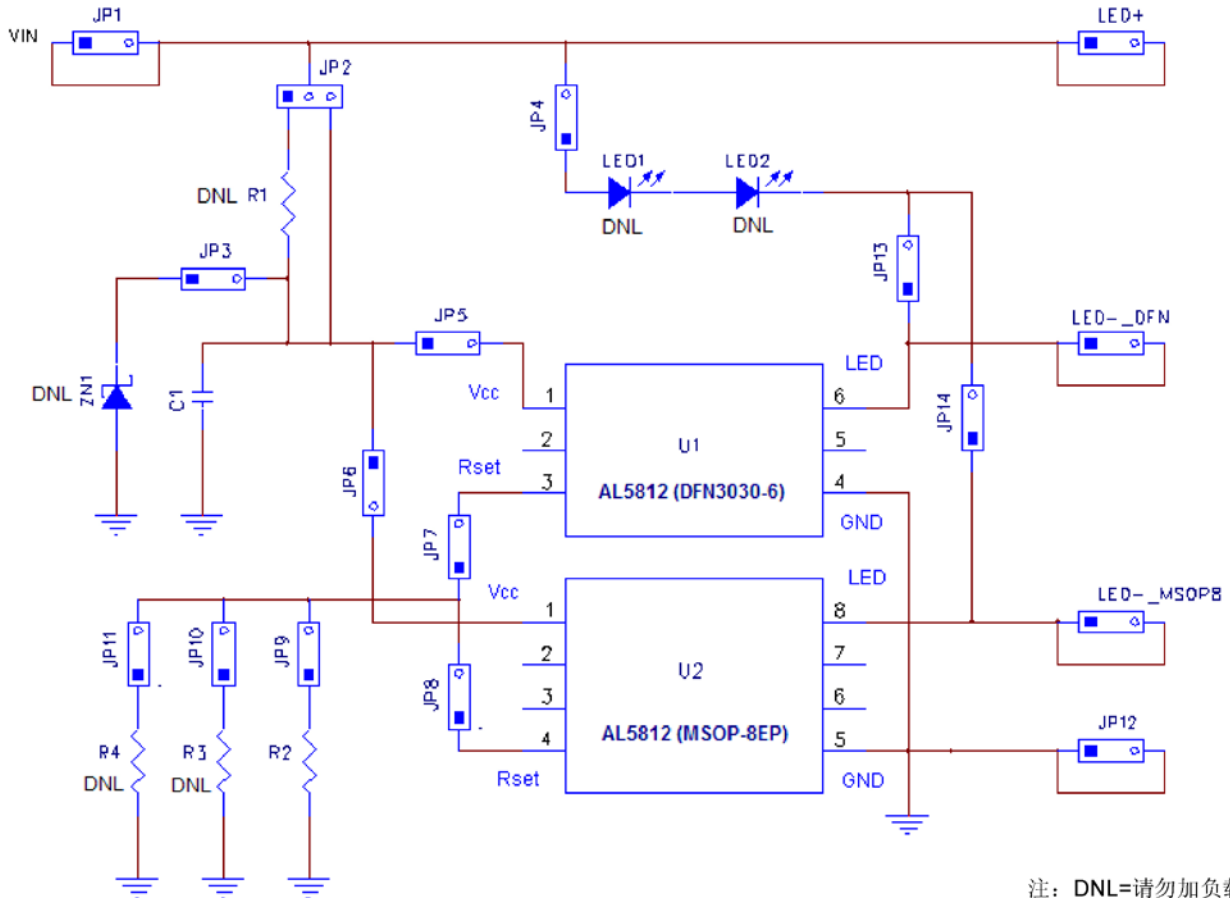 JP1
LED+
VIN
JP2
JP4
LED1
LED2
DNL R1
DNL
DNL
JP3
JP13
JP5
LED-_DFN
LED
Vcc
1
6
DNL
ZN1
C1
JP14
2
5
U1
JP6
Rset
3
4
AL5812 (DFN3030-6)
GND
JP7
Vcc
LED
LED-_MSOP8
1
8
JP11
JP10
JP9
2
7
U2
JP8
3
6
JP12
R4
R3
R2
4
5
AL5812 (MSOP-8EP)
DNL
DNL
Rset
GND
注：DNL=请勿加负载